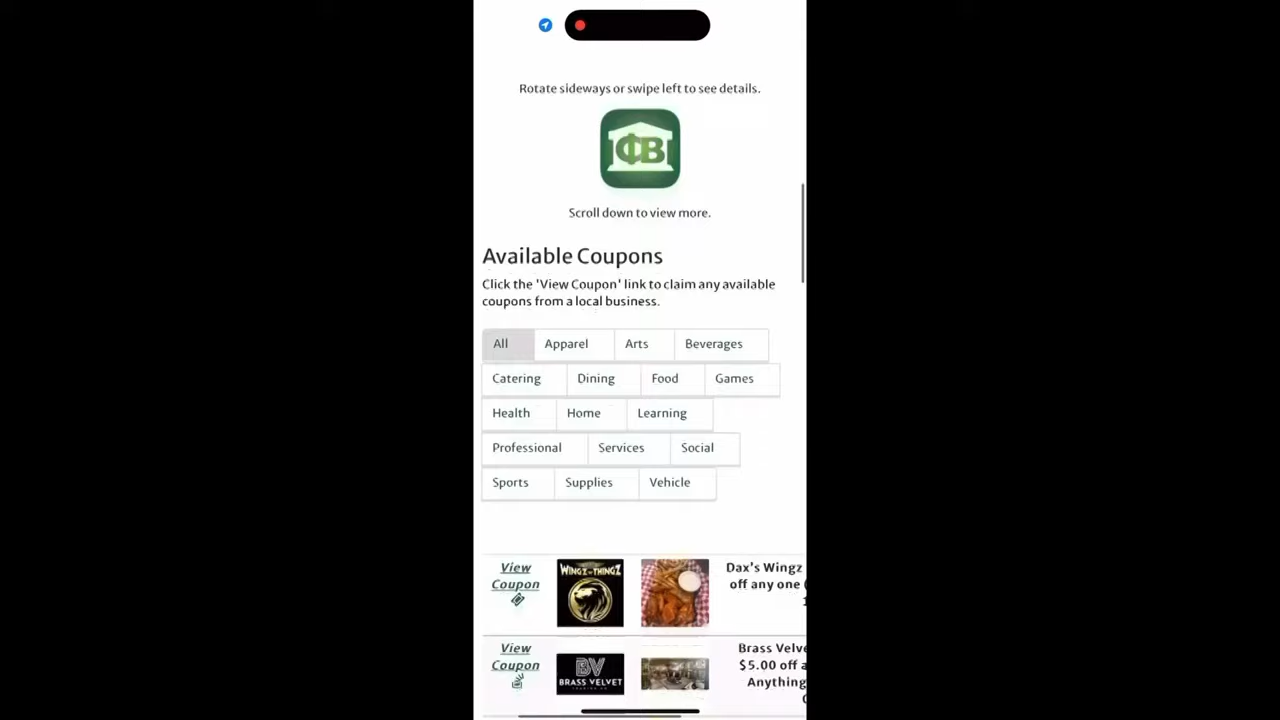 Rotate sideways or swipe left to see details.
CB
Scroll down to view more.
Available Coupons
Click the 'View Coupon' link to claim any available
coupons from a local business.
All
Apparel
Arts
Beverages
Catering
Dining
Food
Games
Health
Home
Learning
Professional
Services
Social
Sports
Supplies
Vehicle
View
Coupon
WINGZ-N-THINGZ
Dax's Wingz
off any one (
View
Coupon
BV
BRASS VELVET
Brass Velve
$5.00 off a
Anything